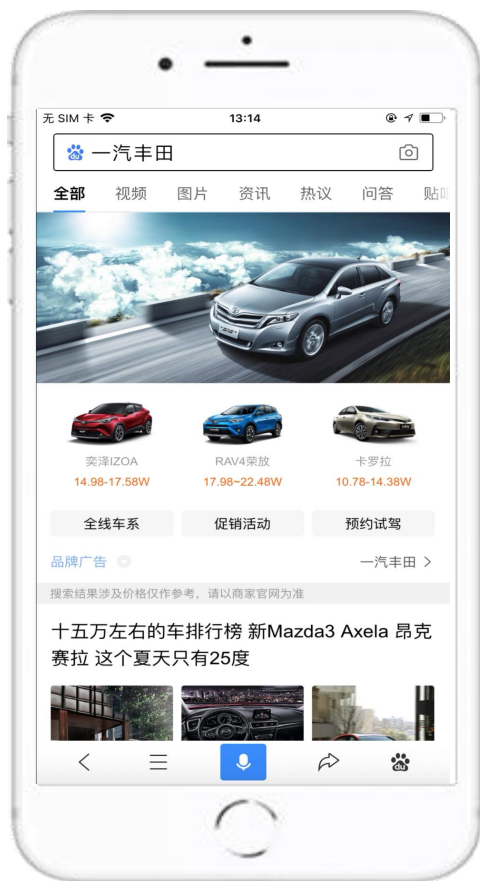 无 SIM 卡
13:14
du 一汽丰田
全部 视频 图片 资讯 热议 问答 贴吧
奕泽IZOA RAV4荣放 卡罗拉
14.98-17.58W 17.98~22.48W 10.78-14.38W
全线车系 促销活动 预约试驾
品牌广告 一汽丰田
搜索结果涉及价格仅作参考，请以商家官网为准
十五万左右的车排行榜 新Mazda3 Axela 昂克
赛拉 这个夏天只有25度
du